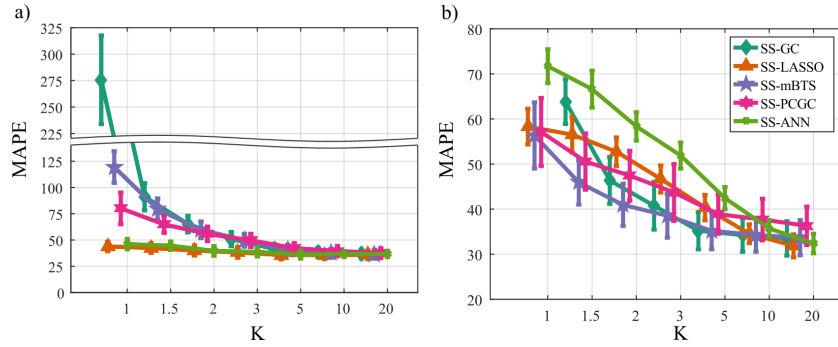 a)
325
300
275
250
225
125
100
75
50
25
0
MAPE
1 1.5 2 3 5 10 20
K
b)
80
70
60
50
40
30
20
MAPE
1 1.5 2 3 5 10 20
K
SS-GC
SS-LASSO
SS-mBTS
SS-PCGC
SS-ANN